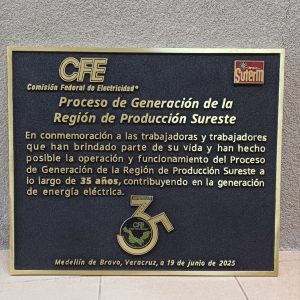 CFE
Comisión Federal de Electricidad®
Suterm
Proceso de Generación de la
Región de Producción Sureste
En conmemoración a las trabajadoras y trabajadores
que han brindado parte de su vida y han hecho
posible la operación y funcionamiento del Proceso
de Generación de la Región de Producción Sureste a
lo largo de 35 años, contribuyendo en la generación
de energía eléctrica.
35
CFE
Medellín de Bravo, Veracruz, a 19 de junio de 2025